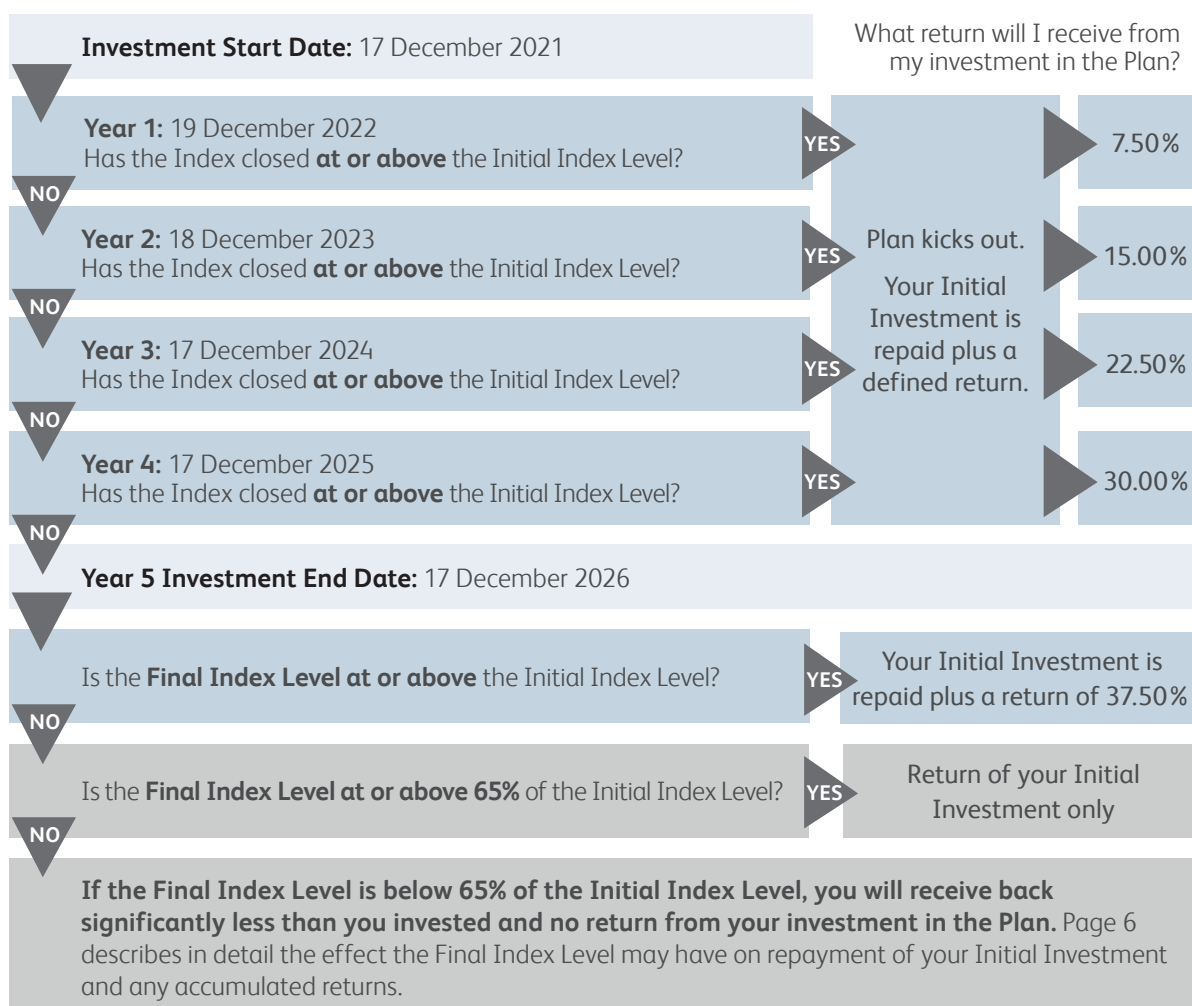 Investment Start Date: 17 December 2021
What return will I receive from
my investment in the Plan?
Year 1: 19 December 2022
Has the Index closed at or above the Initial Index Level?
YES
7.50%
NO
Year 2: 18 December 2023
Has the Index closed at or above the Initial Index Level?
YES
Plan kicks out.
Your Initial
Investment is
repaid plus a
defined return.
15.00%
NO
Year 3: 17 December 2024
Has the Index closed at or above the Initial Index Level?
YES
22.50%
NO
Year 4: 17 December 2025
Has the Index closed at or above the Initial Index Level?
YES
30.00%
NO
Year 5 Investment End Date: 17 December 2026
Is the Final Index Level at or above the Initial Index Level?
YES
Your Initial Investment is
repaid plus a return of 37.50%
NO
Is the Final Index Level at or above 65% of the Initial Index Level?
YES
Return of your Initial
Investment only
NO
If the Final Index Level is below 65% of the Initial Index Level, you will receive back
significantly less than you invested and no return from your investment in the Plan. Page 6
describes in detail the effect the Final Index Level may have on repayment of your Initial Investment
and any accumulated returns.